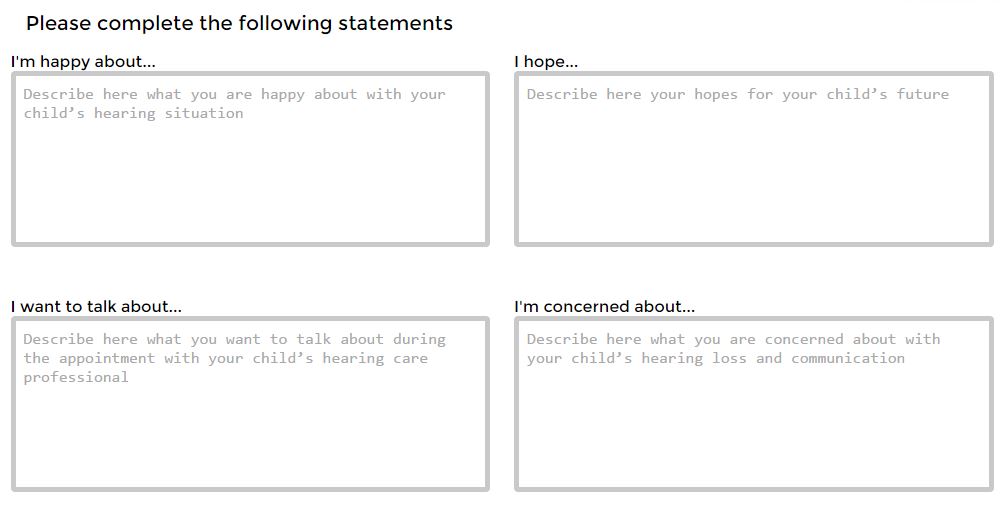 Please complete the following statements
I'm happy about...
Describe here what you are happy about with your
child’s hearing situation
I hope...
Describe here your hopes for your child’s future
I want to talk about...
Describe here what you want to talk about during
the appointment with your child’s hearing care
professional
I'm concerned about...
Describe here what you are concerned about with
your child’s hearing loss and communication